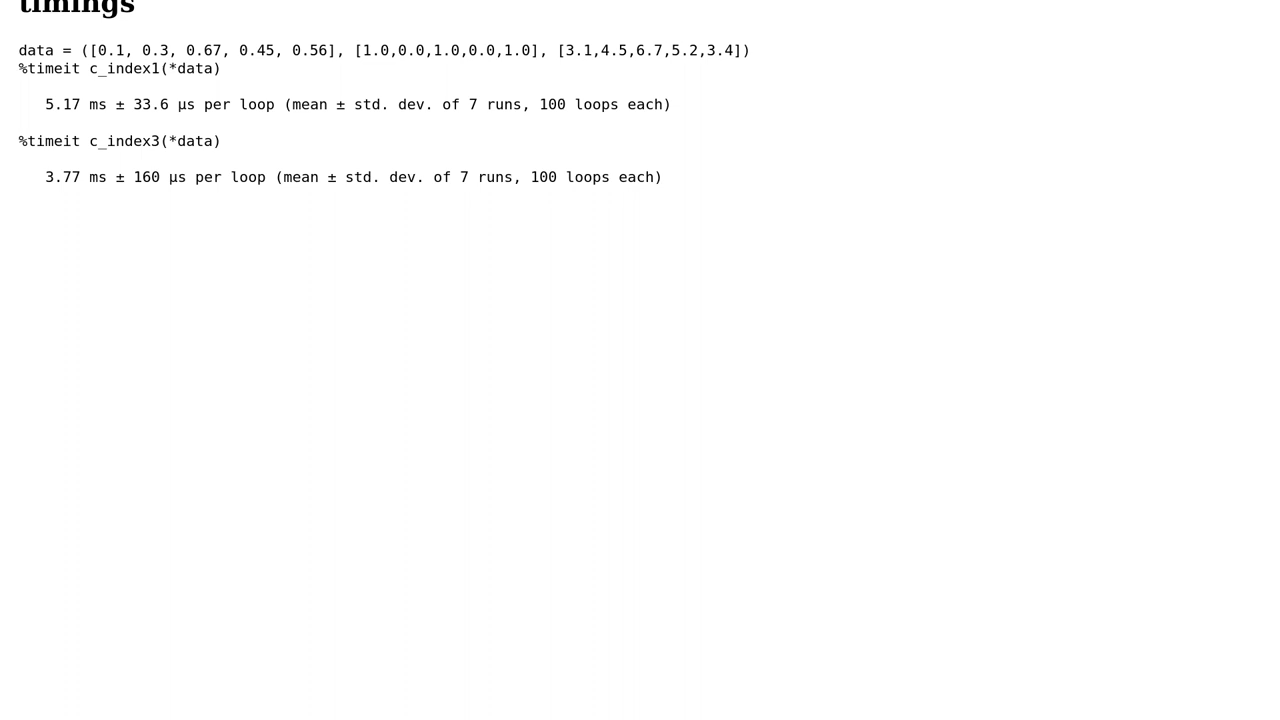 timings
data = ([0.1, 0.3, 0.67, 0.45, 0.56], [1.0,0.0,1.0,0.0,1.0], [3.1,4.5,6.7,5.2,3.4])
%timeit c_index1(*data)
5.17 ms ± 33.6 µs per loop (mean ± std. dev. of 7 runs, 100 loops each)
%timeit c_index3(*data)
3.77 ms ± 160 µs per loop (mean ± std. dev. of 7 runs, 100 loops each)